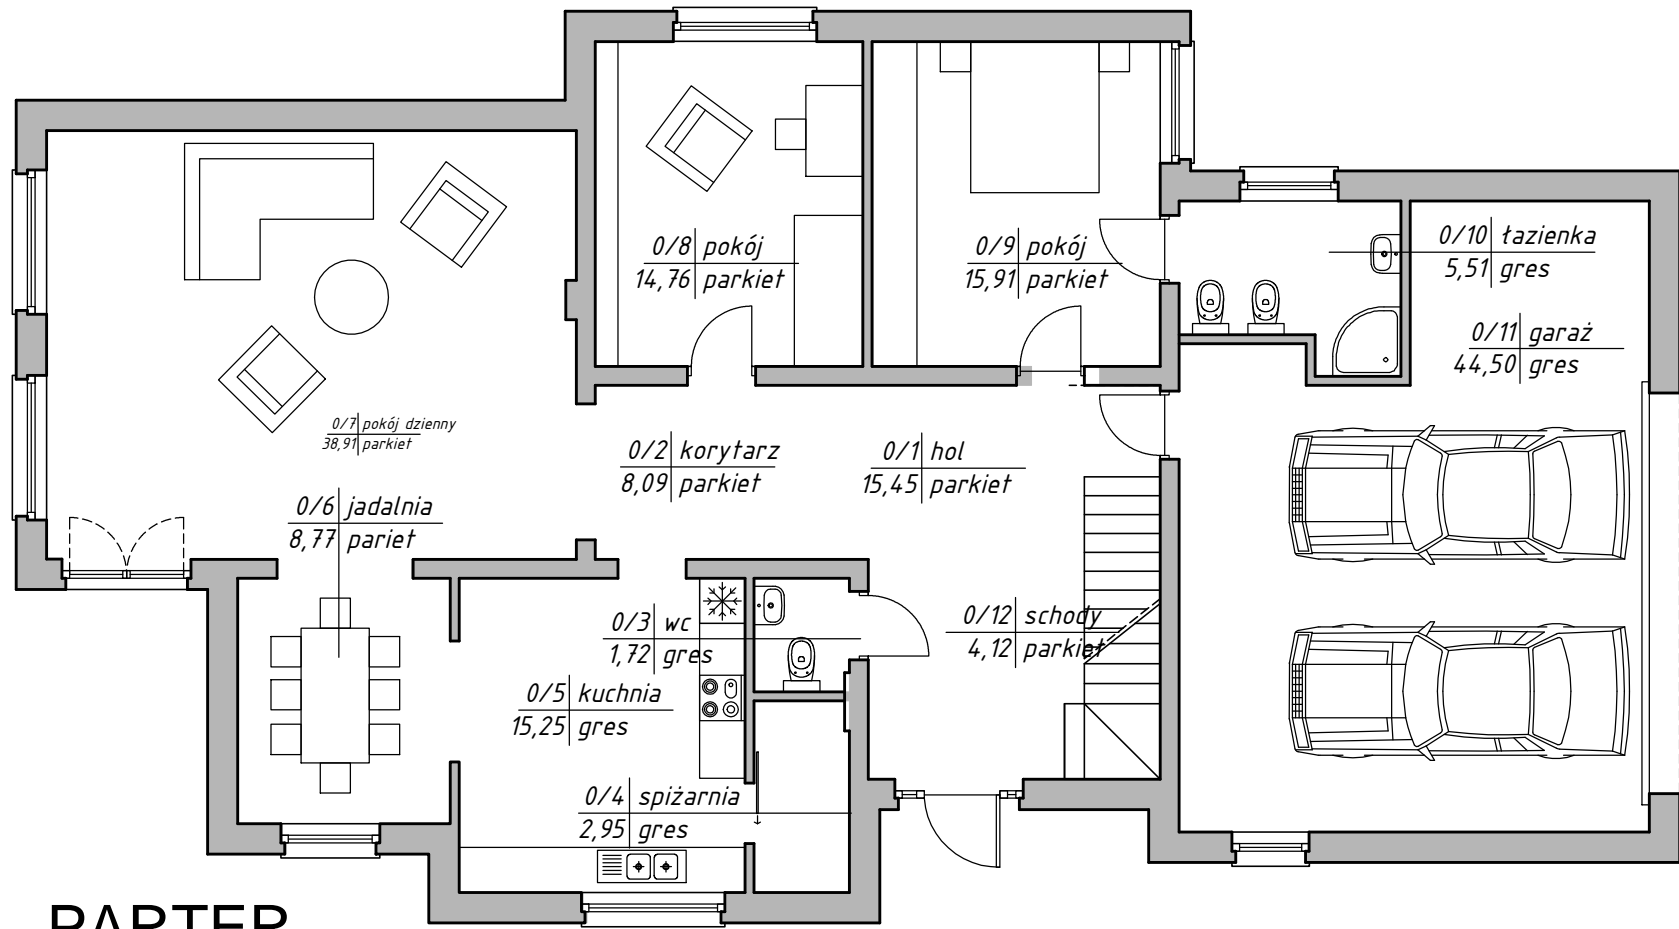 0/8 pokój
14,76 parkiet
0/9 pokój
15,91 parkiet
0/10 łazienka
5,51 gres
0/11 garaż
44,50 gres
0/7 pokój dzienny
38,91 parkiet
0/2 korytarz
8,09 parkiet
0/1 hol
15,45 parkiet
0/6 jadalnia
8,77 pariet
0/3 wc
1,72 gres
0/12 schody
4,12 parkiet
0/5 kuchnia
15,25 gres
0/4 spiżarnia
2,95 gres
PARTER